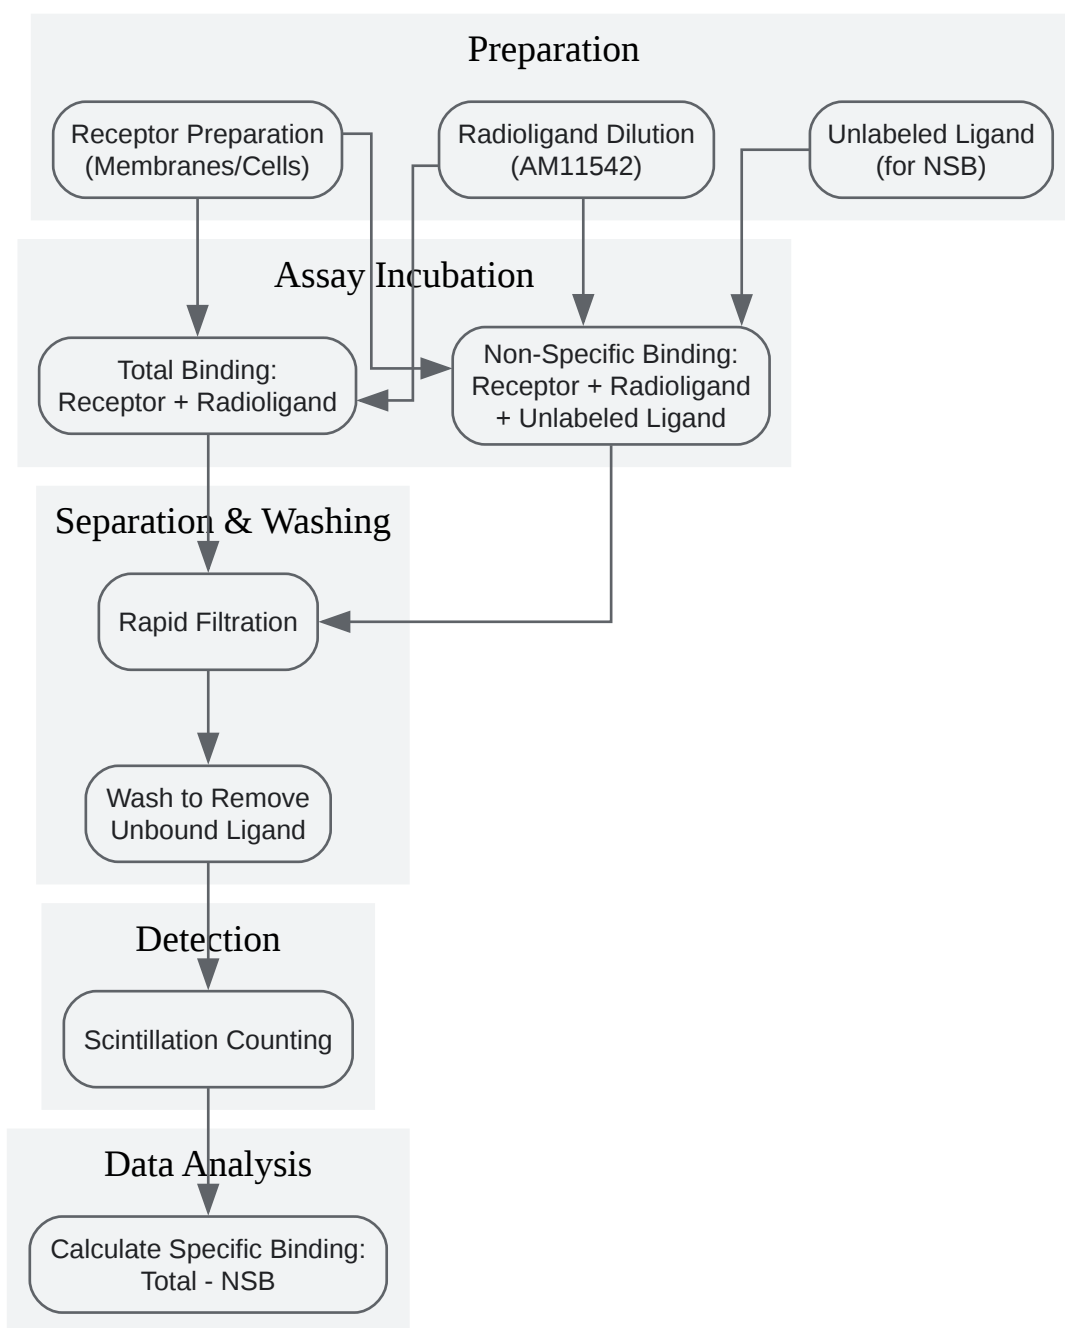 Preparation
Receptor Preparation
(Membranes/Cells)
Radioligand Dilution
(AM11542)
Unlabeled Ligand
(for NSB)
Assay Incubation
Total Binding:
Receptor + Radioligand
Non-Specific Binding:
Receptor + Radioligand
+ Unlabeled Ligand
Separation & Washing
Rapid Filtration
Wash to Remove
Unbound Ligand
Detection
Scintillation Counting
Data Analysis
Calculate Specific Binding:
Total - NSB